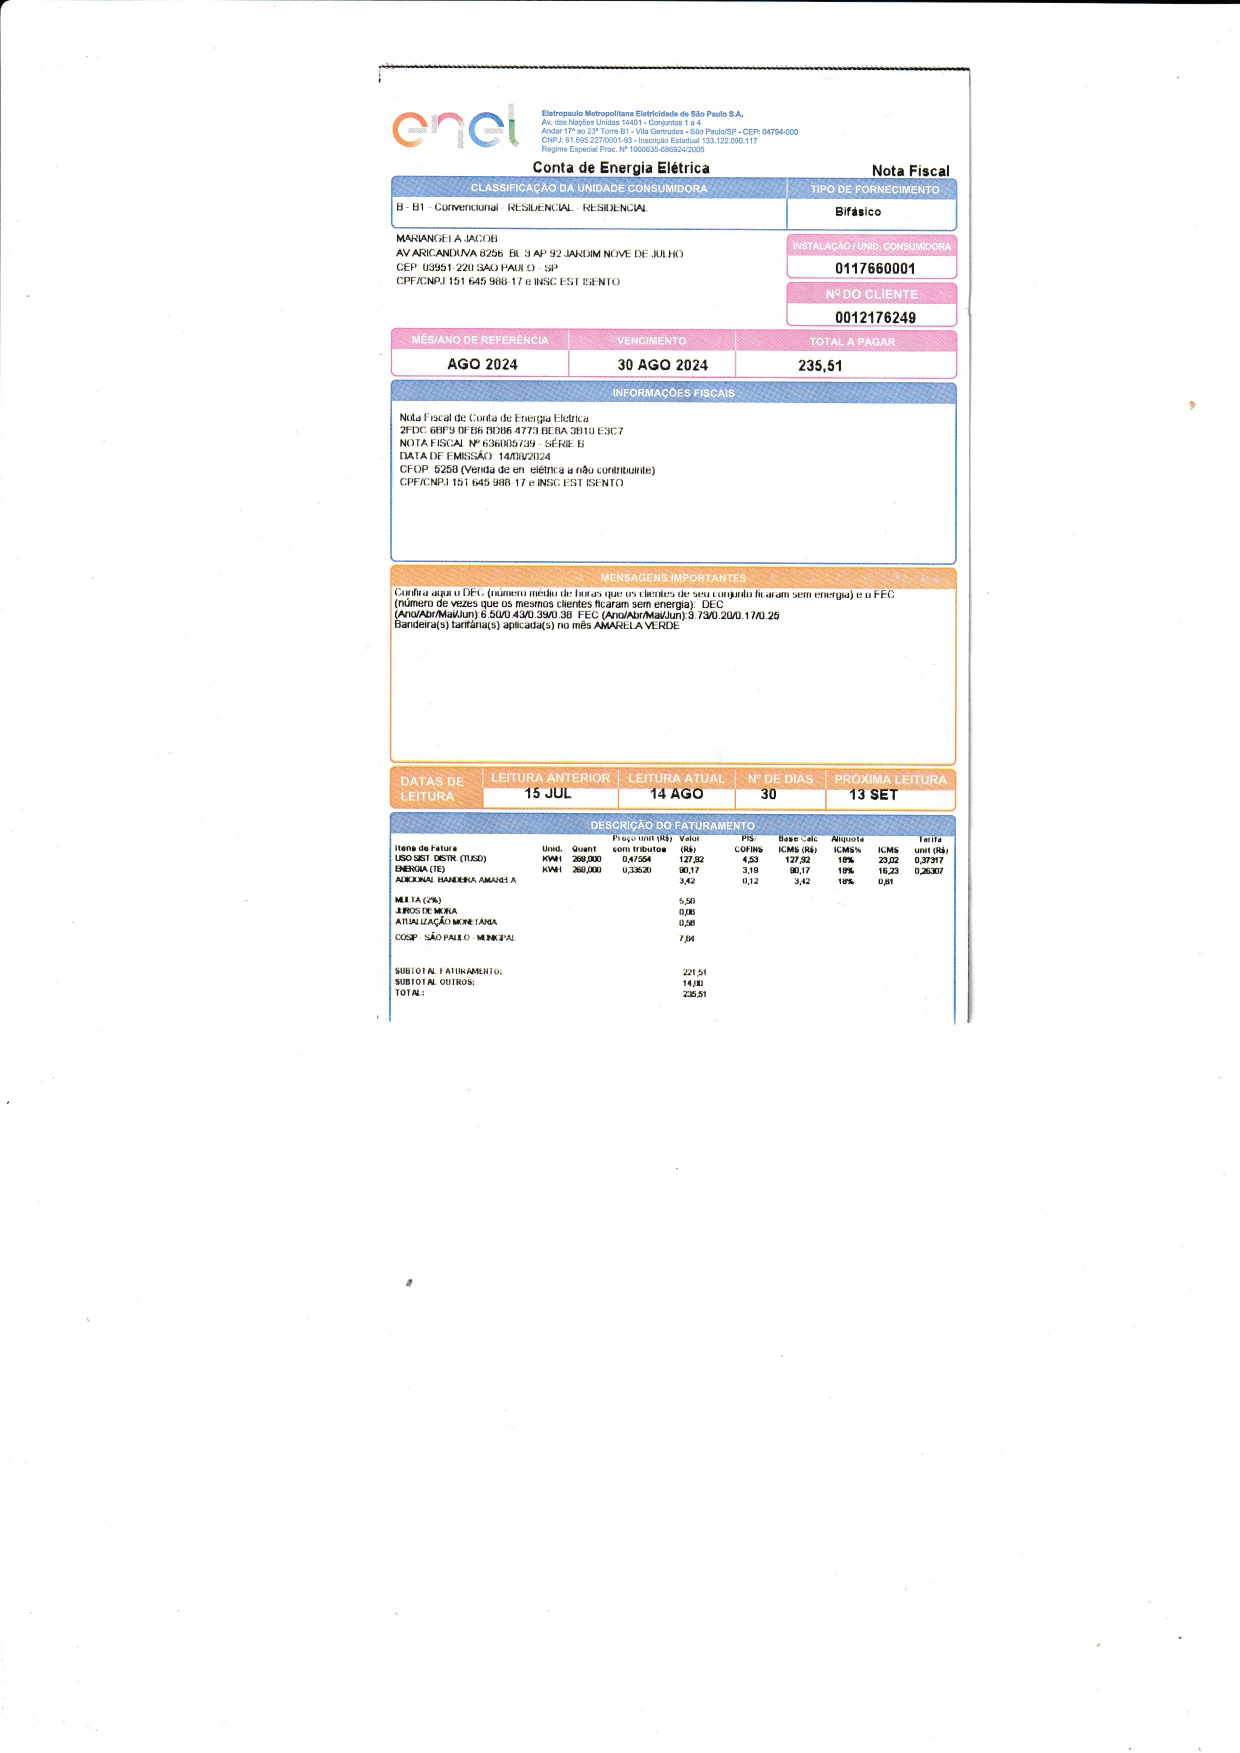 enel
Eletropaulo Metropolitana Eletricidade de São Paulo S.A.
Av. das Nações Unidas 14401 - Conjuntos 1 a 4
Andar 17º ao 23º Torre B1 - Vila Gertrudes - São Paulo/SP - CEP: 04794-000
CNPJ: 61.695.227/0001-93 - Inscrição Estadual 133.122.090.117
Regime Especial Proc. Nº 1000635-686924/2005
Conta de Energia Elétrica Nota Fiscal
CLASSIFICAÇÃO DA UNIDADE CONSUMIDORA TIPO DE FORNECIMENTO
B - B1 - Convencional - RESIDENCIAL - RESIDENCIAL Bifásico
MARIANGELA JACOB
AV ARICANDUVA 8256 BL 3 AP 92 JARDIM NOVE DE JULHO
CEP: 03951-220 SAO PAULO - SP
CPF/CNPJ 151 645 988-17 e INSC EST ISENTO
INSTALAÇÃO / UNID. CONSUMIDORA
0117660001
Nº DO CLIENTE
0012176249
MÊS/ANO DE REFERÊNCIA VENCIMENTO TOTAL A PAGAR
AGO 2024 30 AGO 2024 235,51
INFORMAÇÕES FISCAIS
Nota Fiscal de Conta de Energia Elétrica
2FDC 6BF9 0FB6 BD86 4773 BE8A 3B10 E3C7
NOTA FISCAL Nº 636005739 - SÉRIE B
DATA DE EMISSÃO 14/08/2024
CFOP 5258 (Venda de en elétrica a não contribuinte)
CPF/CNPJ 151 645 988-17 e INSC EST ISENTO
MENSAGENS IMPORTANTES
Confira aqui o DEC (número médio de horas que os clientes de seu conjunto ficaram sem energia) e o FEC
(número de vezes que os mesmos clientes ficaram sem energia): DEC
(Ano/Abr/Mai/Jun):6.50/0.43/0.39/0.38 FEC (Ano/Abr/Mai/Jun):3.73/0.20/0.17/0.25
Bandeira(s) tarifária(s) aplicada(s) no mês AMARELA VERDE
DATAS DE LEITURA LEITURA ANTERIOR LEITURA ATUAL Nº DE DIAS PRÓXIMA LEITURA
15 JUL 14 AGO 30 13 SET
DESCRIÇÃO DO FATURAMENTO
Preço unit (R$) Valor PIS/ Base Calc Alíquota Tarifa
Itens de Fatura Unid. Quant com tributos (R$) COFINS ICMS (R$) ICMS% ICMS unit (R$)
USO SIST. DISTR. (TUSD) KWH 269,000 0,47554 127,92 4,53 127,92 18% 23,02 0,37317
ENERGIA (TE) KWH 269,000 0,33520 90,17 3,19 90,17 18% 16,23 0,26307
ADICIONAL BANDEIRA AMARELA 3,42 0,12 3,42 18% 0,61
MULTA (2%) 5,50
JUROS DE MORA 0,08
ATUALIZAÇÃO MONETÁRIA 0,58
COSIP - SÃO PAULO - MUNICIPAL 7,84
SUBTOTAL FATURAMENTO: 221,51
SUBTOTAL OUTROS: 14,00
TOTAL: 235,51